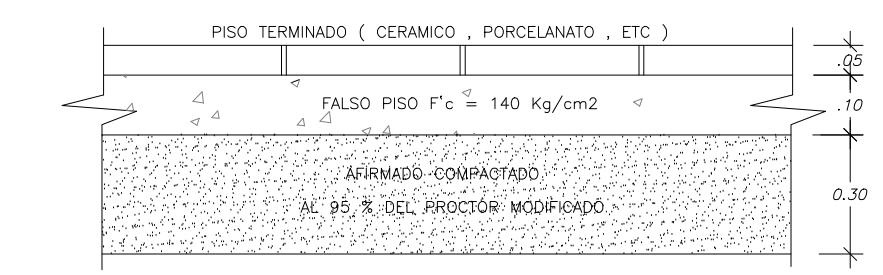 PISO TERMINADO ( CERAMICO , PORCELANATO , ETC )
.05
FALSO PISO F'c = 140 Kg/cm2
.10
AFIRMADO COMPACTADO
AL 95 % DEL PROCTOR MODIFICADO
0.30